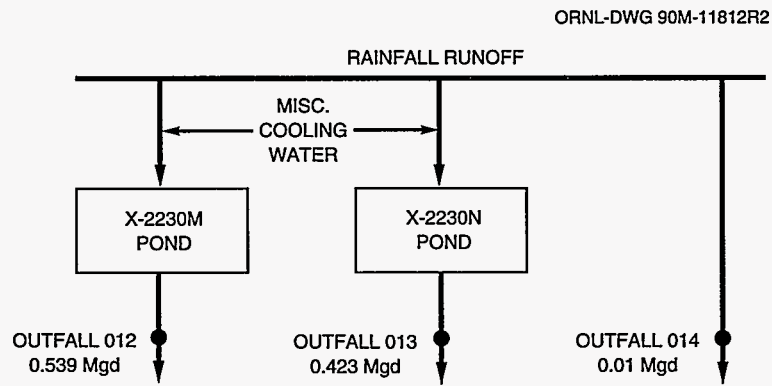 ORNL-DWG 90M-11812R2
RAINFALL RUNOFF
MISC.
COOLING
WATER
X-2230M
POND
X-2230N
POND
OUTFALL 012
0.539 Mgd
OUTFALL 013
0.423 Mgd
OUTFALL 014
0.01 Mgd